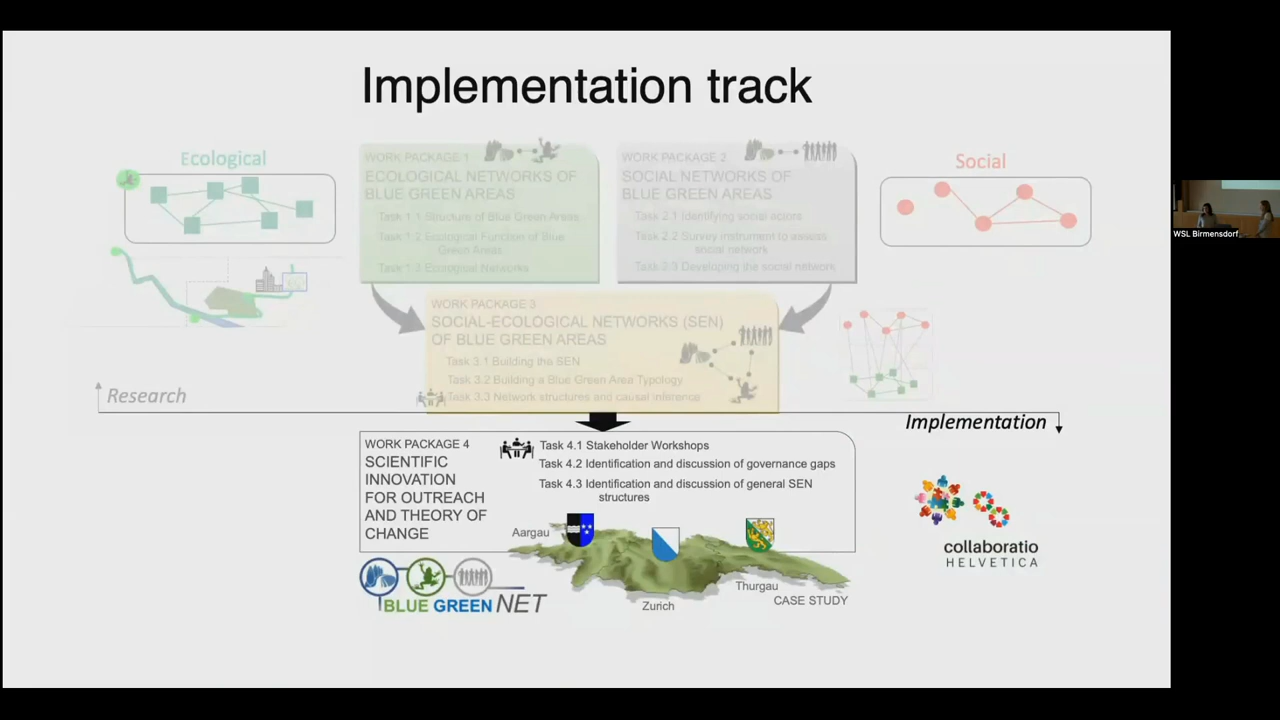 Implementation track
Ecological
WORK PACKAGE 1
ECOLOGICAL NETWORKS OF
BLUE GREEN AREAS
Task 1.1 Structure of Blue Green Areas
Task 1.2 Ecological Function of Blue
Green Areas
Task 1.3 Ecological Networks
WORK PACKAGE 2
SOCIAL NETWORKS OF
BLUE GREEN AREAS
Task 2.1 Identifying social actors
Task 2.2 Survey instrument to assess
social network
Task 2.3 Developing the social network
Social
WSL Birmensdorf
WORK PACKAGE 3
SOCIAL-ECOLOGICAL NETWORKS (SEN)
OF BLUE GREEN AREAS
Task 3.1 Building the SEN
Task 3.2 Building a Blue Green Area Typology
Task 3.3 Network structures and causal inference
Research
Implementation
WORK PACKAGE 4
SCIENTIFIC
INNOVATION
FOR OUTREACH
AND THEORY OF
CHANGE
Task 4.1 Stakeholder Workshops
Task 4.2 Identification and discussion of governance gaps
Task 4.3 Identification and discussion of general SEN
structures
Aargau
Zurich
Thurgau
CASE STUDY
BLUE GREEN NET
collaboratio
HELVETICA